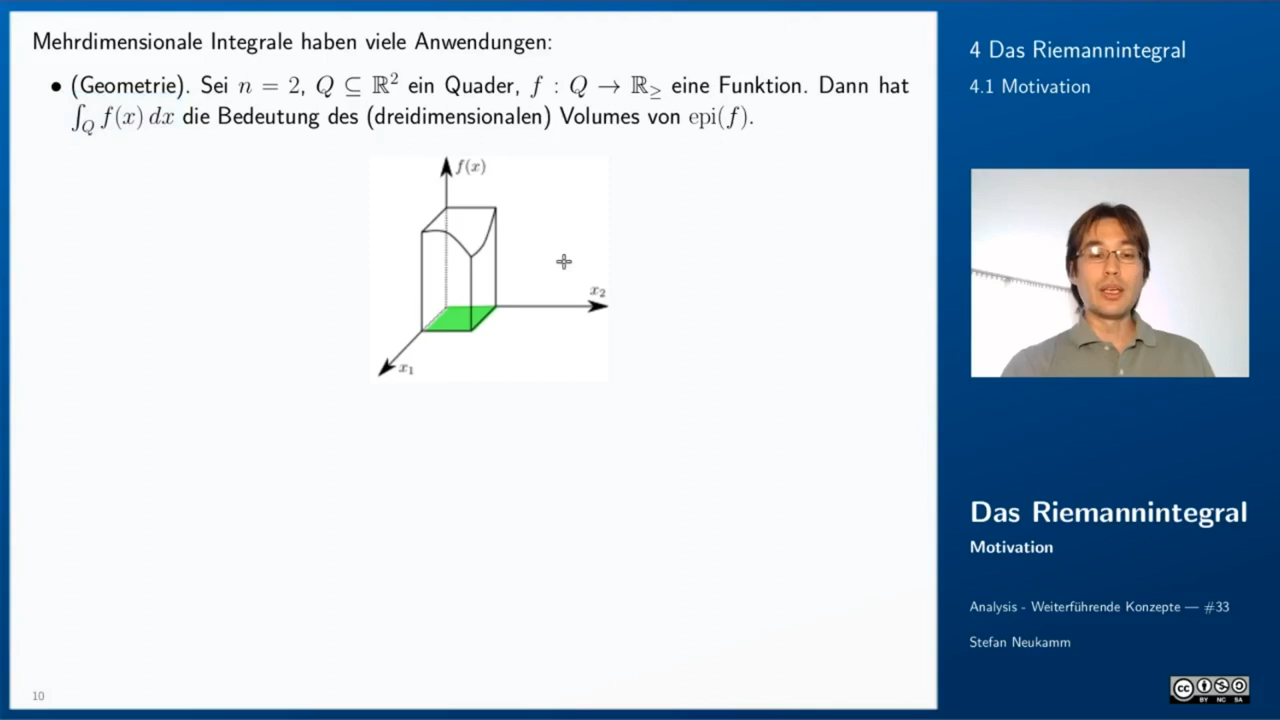 Mehrdimensionale Integrale haben viele Anwendungen:
• (Geometrie). Sei n = 2, Q ⊆ ℝ² ein Quader, f : Q → ℝ≥ eine Funktion. Dann hat
∫_Q f(x) dx die Bedeutung des (dreidimensionalen) Volumes von epi(f).
f(x)
x₂
x₁
10
4 Das Riemannintegral
4.1 Motivation
Das Riemannintegral
Motivation
Analysis - Weiterführende Konzepte — #33
Stefan Neukamm
cc
BY NC SA